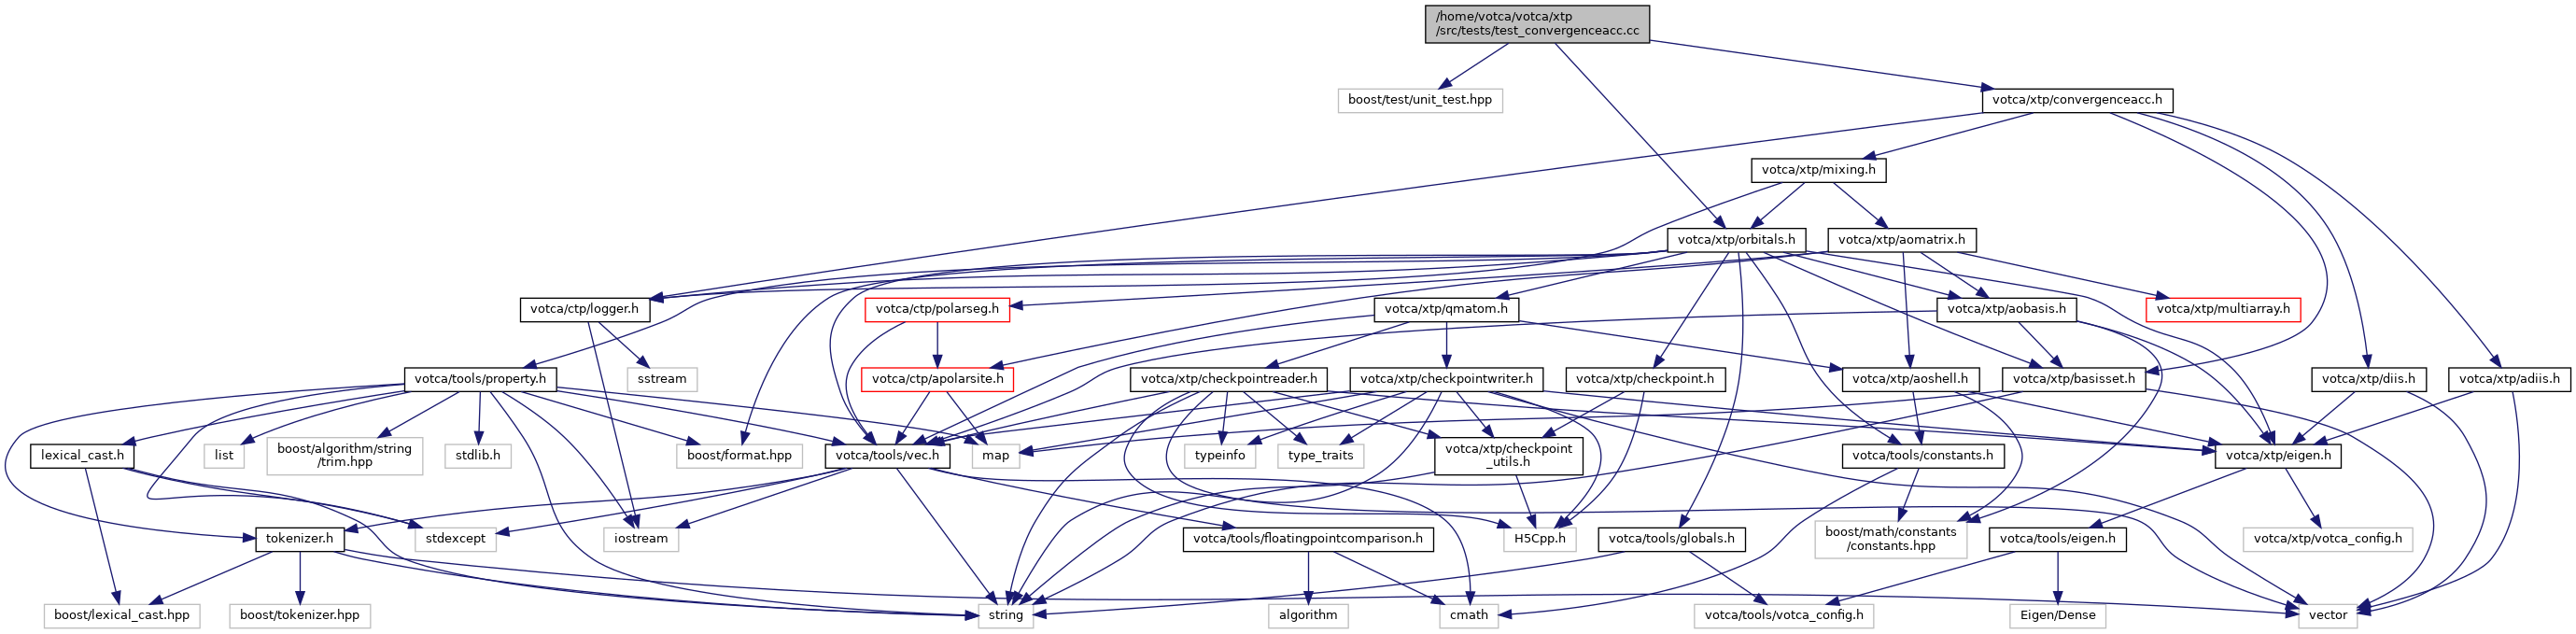 /home/votca/votca/xtp
/src/tests/test_convergenceacc.cc
boost/test/unit_test.hpp
votca/xtp/convergenceacc.h
votca/xtp/mixing.h
votca/xtp/orbitals.h
votca/xtp/aomatrix.h
votca/ctp/logger.h
votca/ctp/polarseg.h
votca/xtp/qmatom.h
votca/xtp/aobasis.h
votca/xtp/multiarray.h
votca/tools/property.h
sstream
votca/ctp/apolarsite.h
votca/xtp/checkpointreader.h
votca/xtp/checkpointwriter.h
votca/xtp/checkpoint.h
votca/xtp/aoshell.h
votca/xtp/basisset.h
votca/xtp/diis.h
votca/xtp/adiis.h
lexical_cast.h
list
boost/algorithm/string
/trim.hpp
stdlib.h
boost/format.hpp
votca/tools/vec.h
map
typeinfo
type_traits
votca/xtp/checkpoint
_utils.h
votca/tools/constants.h
votca/xtp/eigen.h
tokenizer.h
stdexcept
iostream
votca/tools/floatingpointcomparison.h
H5Cpp.h
votca/tools/globals.h
boost/math/constants
/constants.hpp
votca/tools/eigen.h
votca/xtp/votca_config.h
boost/lexical_cast.hpp
boost/tokenizer.hpp
string
algorithm
cmath
votca/tools/votca_config.h
Eigen/Dense
vector